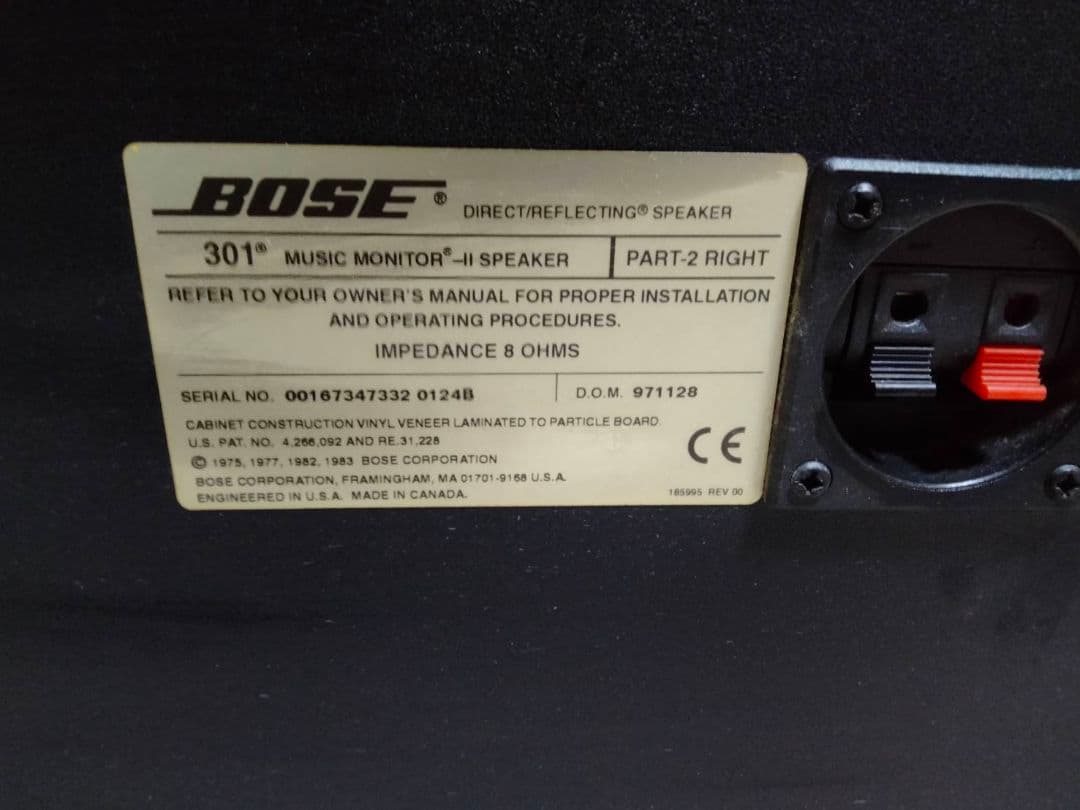 BOSE® DIRECT/REFLECTING® SPEAKER
301® MUSIC MONITOR®-II SPEAKER PART-2 RIGHT
REFER TO YOUR OWNER'S MANUAL FOR PROPER INSTALLATION
AND OPERATING PROCEDURES.
IMPEDANCE 8 OHMS
SERIAL NO. 00167347332 0124B D.O.M. 971128
CABINET CONSTRUCTION VINYL VENEER LAMINATED TO PARTICLE BOARD.
U.S. PAT. NO. 4,266,092 AND RE.31,228
© 1975, 1977, 1982, 1983 BOSE CORPORATION
BOSE CORPORATION, FRAMINGHAM, MA 01701-9168 U.S.A.
ENGINEERED IN U.S.A. MADE IN CANADA.
CE
185995 REV 00